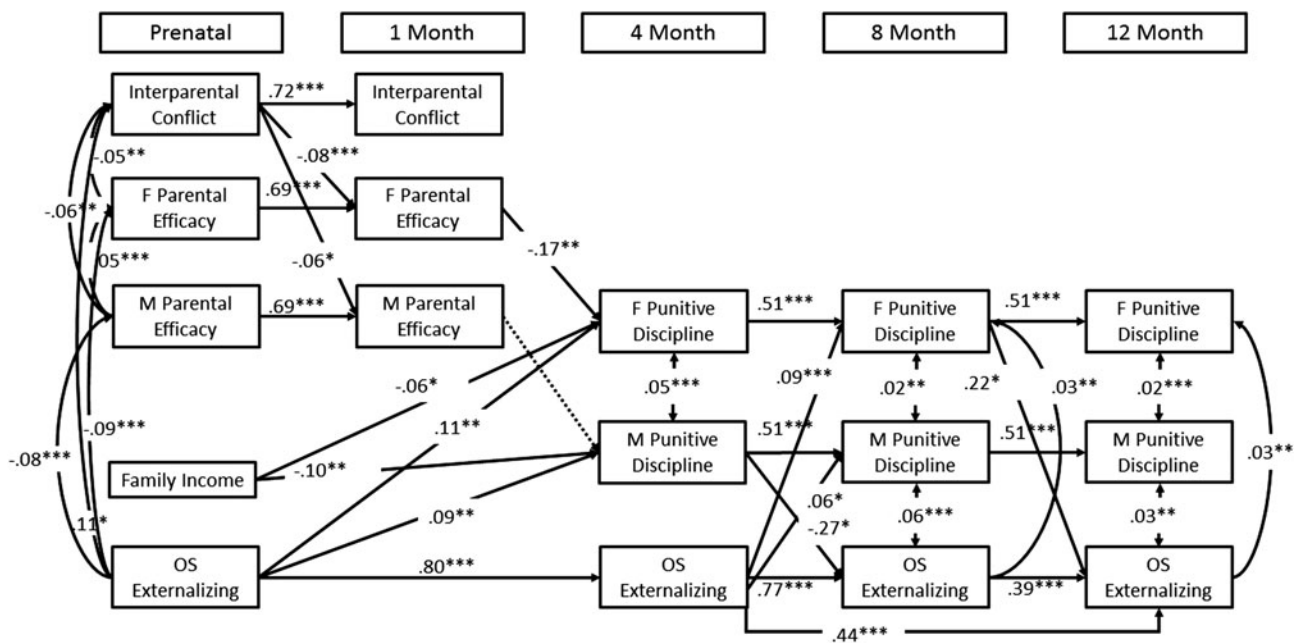 Prenatal
1 Month
4 Month
8 Month
12 Month
Interparental
Conflict
.72***
Interparental
Conflict
-.05**
-.08***
F Parental
Efficacy
.69***
F Parental
Efficacy
-.06**
.05***
-.06*
-.17**
M Parental
Efficacy
.69***
M Parental
Efficacy
F Punitive
Discipline
.51***
F Punitive
Discipline
.51***
F Punitive
Discipline
-.06*
.05***
.09***
.02**
.22*
.03**
.02***
.11**
-.09***
-.08***
Family Income
-.10**
M Punitive
Discipline
.51***
M Punitive
Discipline
.51***
M Punitive
Discipline
.03**
.11*
.09**
.06*
-.27*
.06***
.03**
OS
Externalizing
.80***
OS
Externalizing
.77***
OS
Externalizing
.39***
OS
Externalizing
.44***